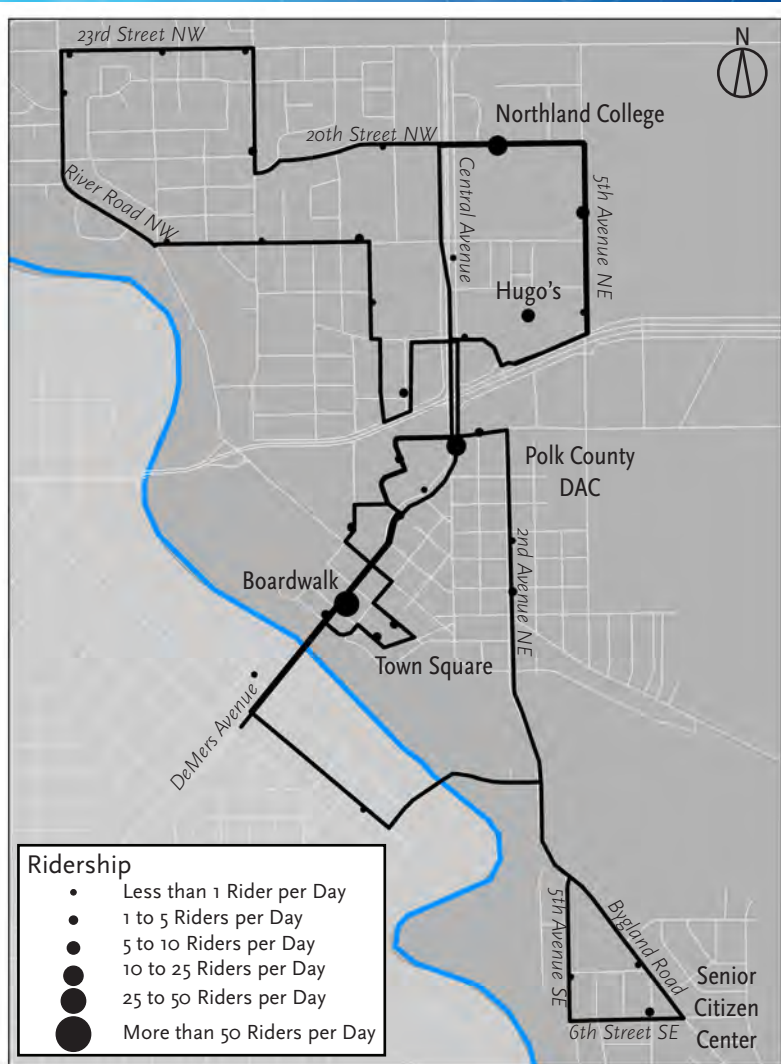 23rd Street NW
N
Northland College
20th Street NW
Central Avenue
5th Avenue NE
River Road NW
Hugo's
Polk County
DAC
2nd Avenue NE
Boardwalk
Town Square
DeMers Avenue
Ridership
Less than 1 Rider per Day
1 to 5 Riders per Day
5 to 10 Riders per Day
10 to 25 Riders per Day
25 to 50 Riders per Day
More than 50 Riders per Day
5th Avenue SE
Bygland Road
Senior
Citizen
Center
6th Street SE